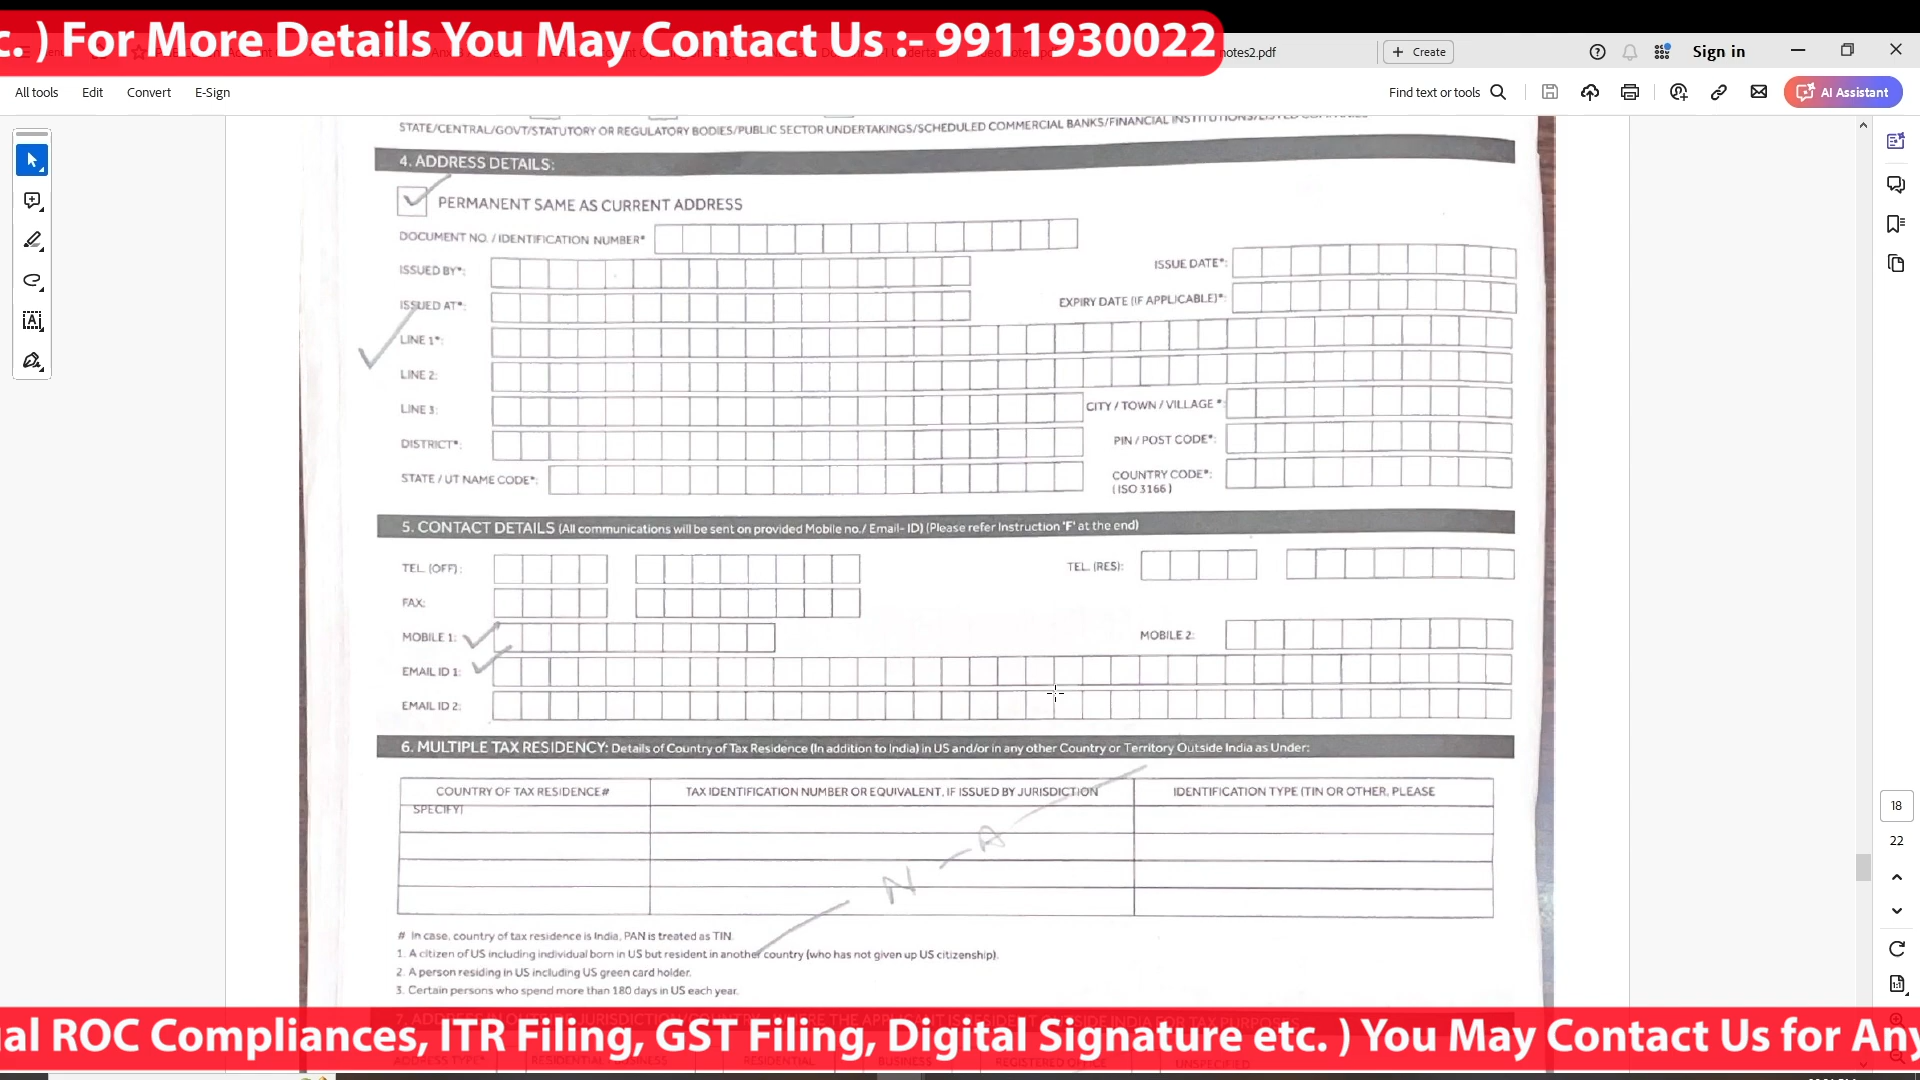 c. ) For More Details You May Contact Us :- 9911930022
notes2.pdf
Create
Sign in
All tools
Edit
Convert
E-Sign
Find text or tools
AI Assistant
STATE/CENTRAL/GOVT/STATUTORY OR REGULATORY BODIES/PUBLIC SECTOR UNDERTAKINGS/SCHEDULED COMMERCIAL BANKS/FINANCIAL INSTITUTIONS/LISTED COMPANIES
4. ADDRESS DETAILS:
PERMANENT SAME AS CURRENT ADDRESS
DOCUMENT NO. / IDENTIFICATION NUMBER*
ISSUED BY*:
ISSUE DATE*:
ISSUED AT*:
EXPIRY DATE (IF APPLICABLE)*:
LINE 1*:
LINE 2:
LINE 3:
CITY / TOWN / VILLAGE *:
DISTRICT*:
PIN / POST CODE*:
STATE / UT NAME CODE*:
COUNTRY CODE*:
( ISO 3166 )
5. CONTACT DETAILS (All communications will be sent on provided Mobile no./ Email- ID) (Please refer Instruction 'F' at the end)
TEL. (OFF) :
TEL. (RES):
FAX:
MOBILE 1:
MOBILE 2:
EMAIL ID 1:
EMAIL ID 2:
6. MULTIPLE TAX RESIDENCY: Details of Country of Tax Residence (In addition to India) in US and/or in any other Country or Territory Outside India as Under:
COUNTRY OF TAX RESIDENCE#
TAX IDENTIFICATION NUMBER OR EQUIVALENT, IF ISSUED BY JURISDICTION
IDENTIFICATION TYPE (TIN OR OTHER, PLEASE
SPECIFY)
N - A
# In case, country of tax residence is India, PAN is treated as TIN.
1. A citizen of US including individual born in US but resident in another country (who has not given up US citizenship).
2. A person residing in US including US green card holder.
3. Certain persons who spend more than 180 days in US each year.
18
22
ual ROC Compliances, ITR Filing, GST Filing, Digital Signature etc. ) You May Contact Us for Any